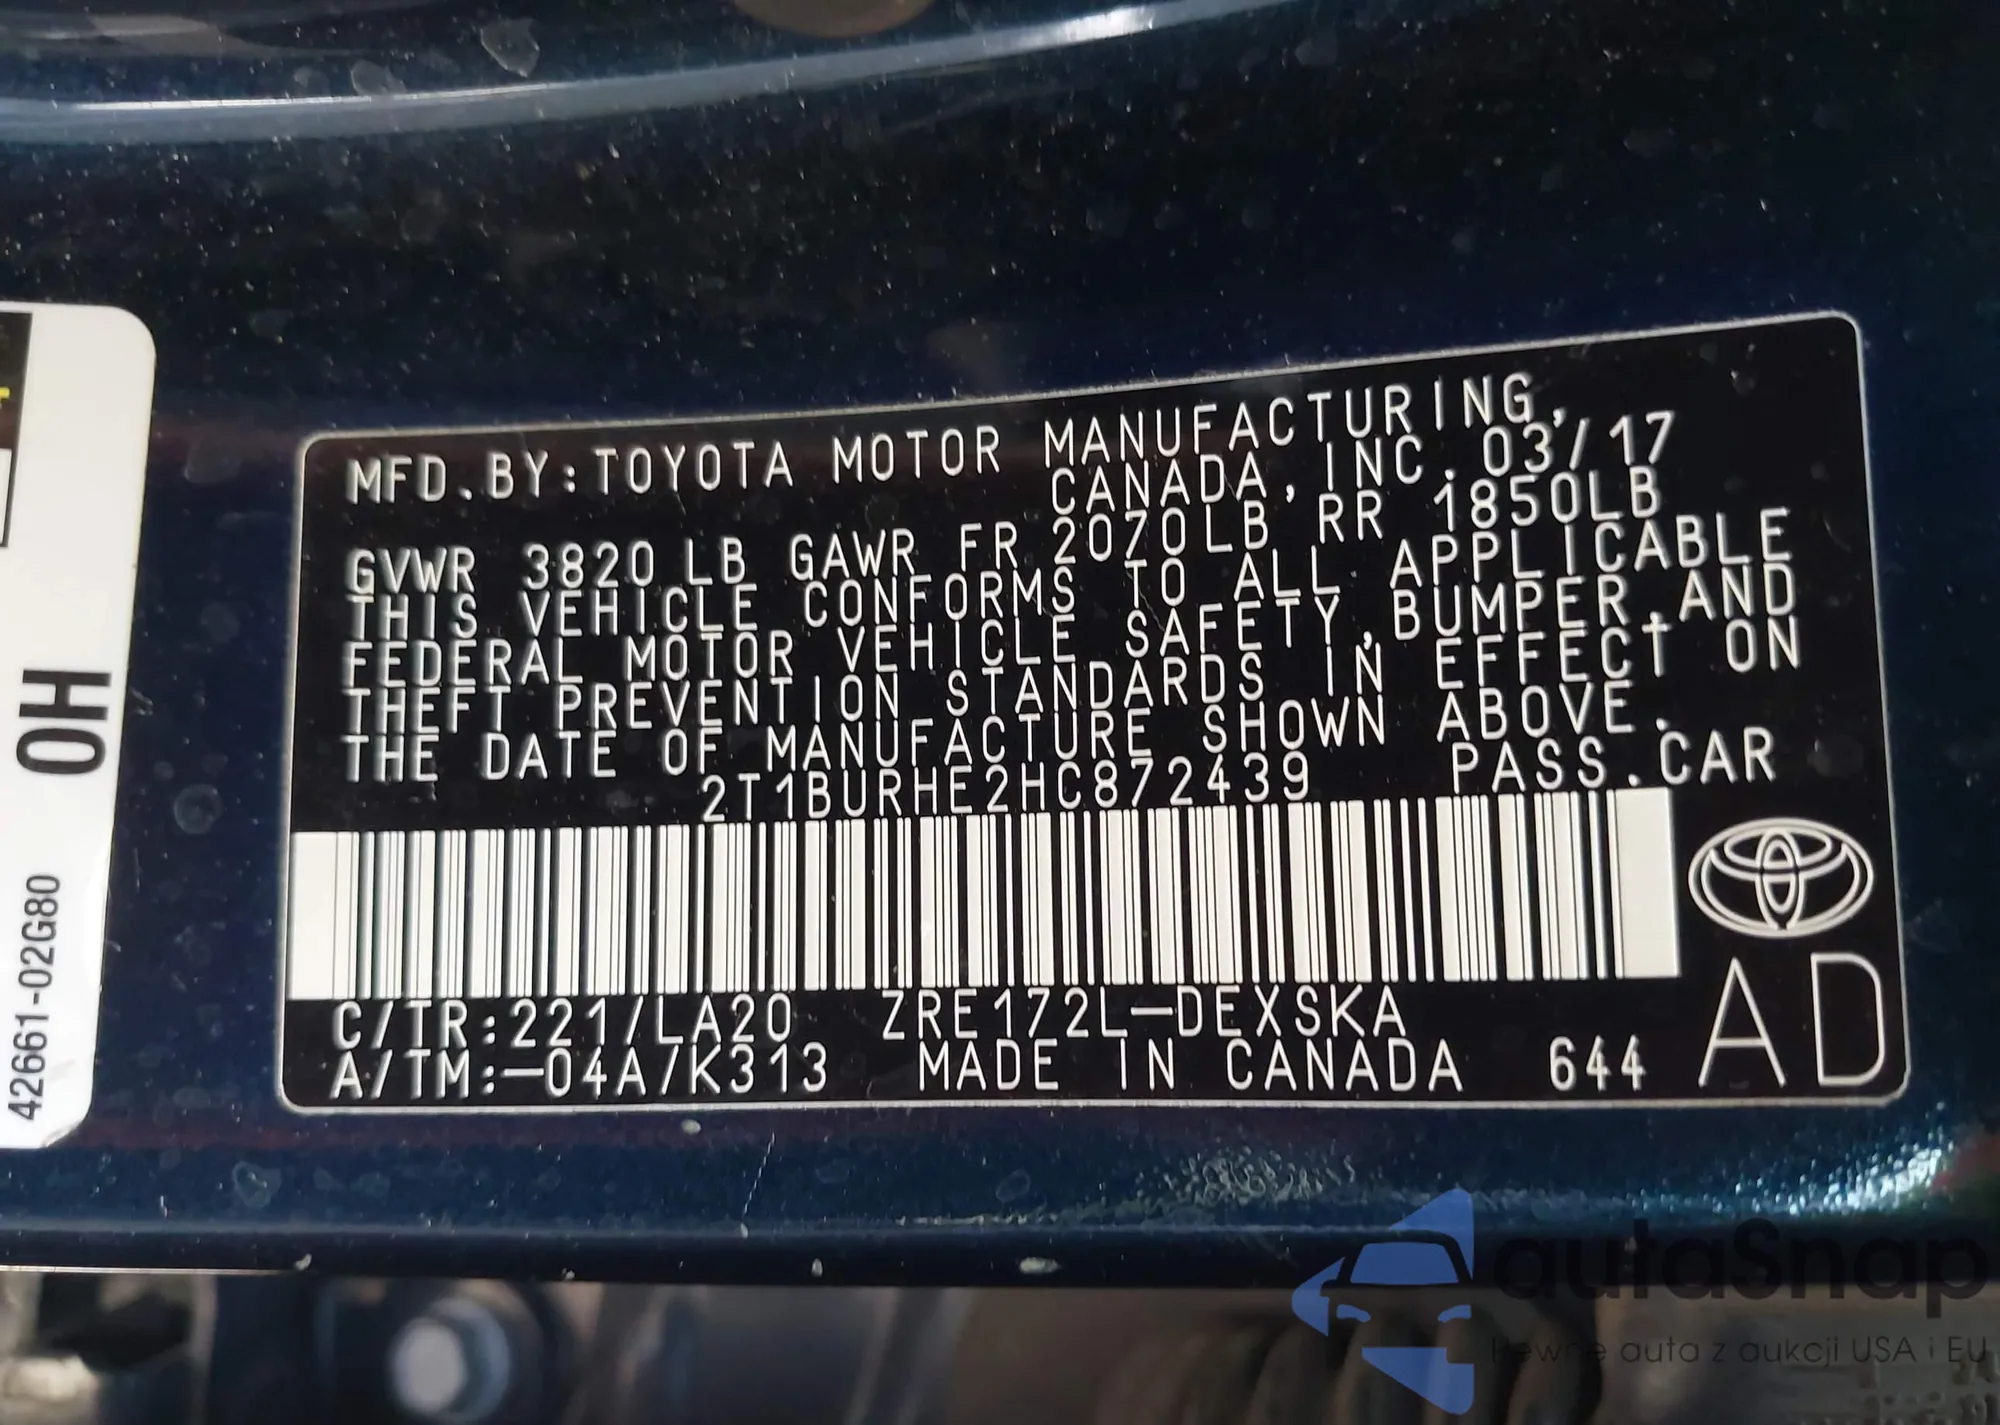 MFD.BY:TOYOTA MOTOR MANUFACTURING,
CANADA, INC. 03/17
GVWR 3820 LB GAWR FR 2070LB RR 1850LB
THIS VEHICLE CONFORMS TO ALL APPLICABLE
FEDERAL MOTOR VEHICLE SAFETY, BUMPER, AND
THEFT PREVENTION STANDARDS IN EFFECT ON
THE DATE OF MANUFACTURE SHOWN ABOVE.
2T1BURHE2HC872439 PASS.CAR
C/TR:221/LA20 ZRE172L-DEXSKA
A/TM:-04A/K313 MADE IN CANADA 644
AD
0H
42661-02G80
autaSnap
Pewne auta z aukcji USA i EU